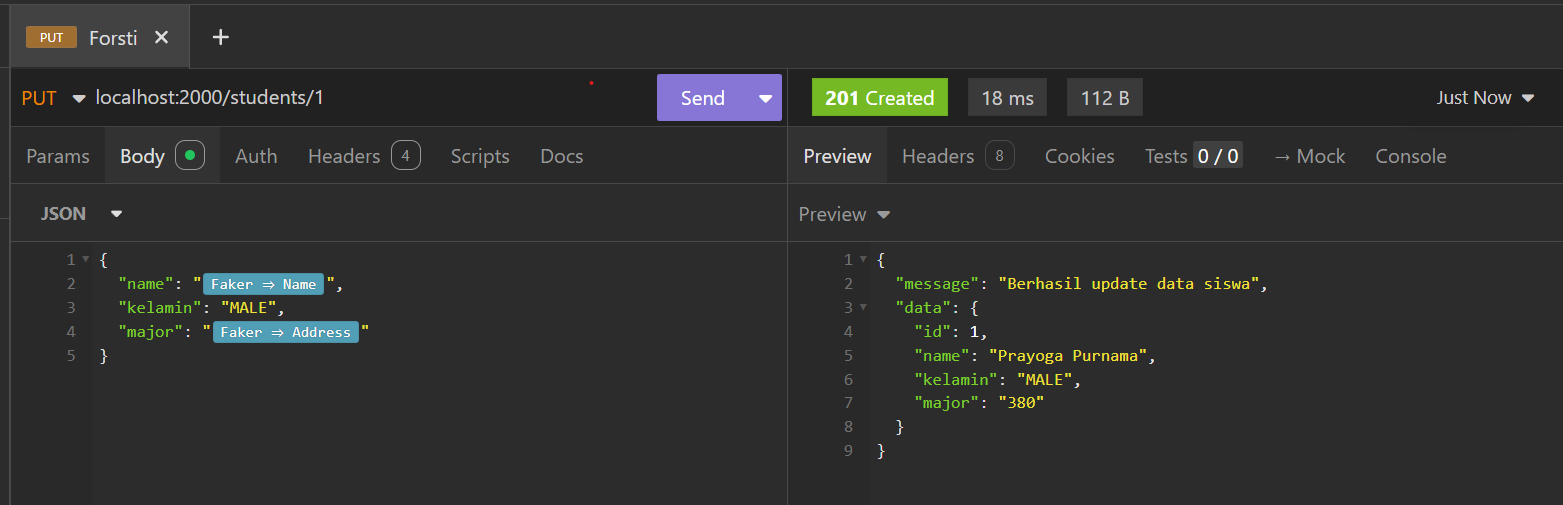 PUT Forsti
PUT localhost:2000/students/1 Send
Params Body Auth Headers 4 Scripts Docs
JSON
1 {
2 "name": "Faker ⇒ Name",
3 "kelamin": "MALE",
4 "major": "Faker ⇒ Address"
5 }
201 Created 18 ms 112 B Just Now
Preview Headers 8 Cookies Tests 0 / 0 → Mock Console
Preview
1 {
2 "message": "Berhasil update data siswa",
3 "data": {
4 "id": 1,
5 "name": "Prayoga Purnama",
6 "kelamin": "MALE",
7 "major": "380"
8 }
9 }